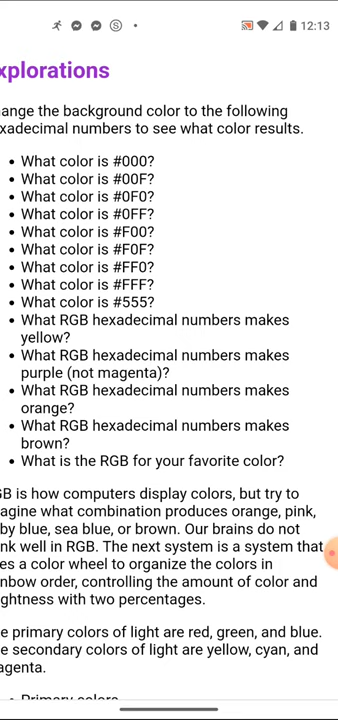 12:13
xplorations
ange the background color to the following
xadecimal numbers to see what color results.
• What color is #000?
• What color is #00F?
• What color is #0F0?
• What color is #0FF?
• What color is #F00?
• What color is #F0F?
• What color is #FF0?
• What color is #FFF?
• What color is #555?
• What RGB hexadecimal numbers makes
yellow?
• What RGB hexadecimal numbers makes
purple (not magenta)?
• What RGB hexadecimal numbers makes
orange?
• What RGB hexadecimal numbers makes
brown?
• What is the RGB for your favorite color?
GB is how computers display colors, but try to
agine what combination produces orange, pink,
by blue, sea blue, or brown. Our brains do not
nk well in RGB. The next system is a system that
es a color wheel to organize the colors in
nbow order, controlling the amount of color and
ghtness with two percentages.
e primary colors of light are red, green, and blue.
e secondary colors of light are yellow, cyan, and
agenta.
• Primary colors